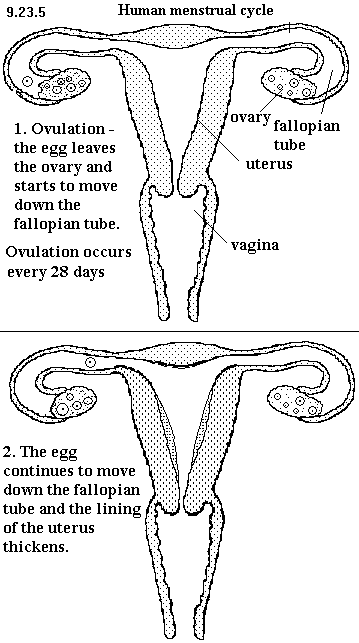 9.23.5
Human menstrual cycle
ovary
fallopian
tube
uterus
vagina
1. Ovulation -
the egg leaves
the ovary and
starts to move
down the
fallopian tube.
Ovulation occurs
every 28 days
2. The egg
continues to move
down the fallopian
tube and the lining
of the uterus
thickens.